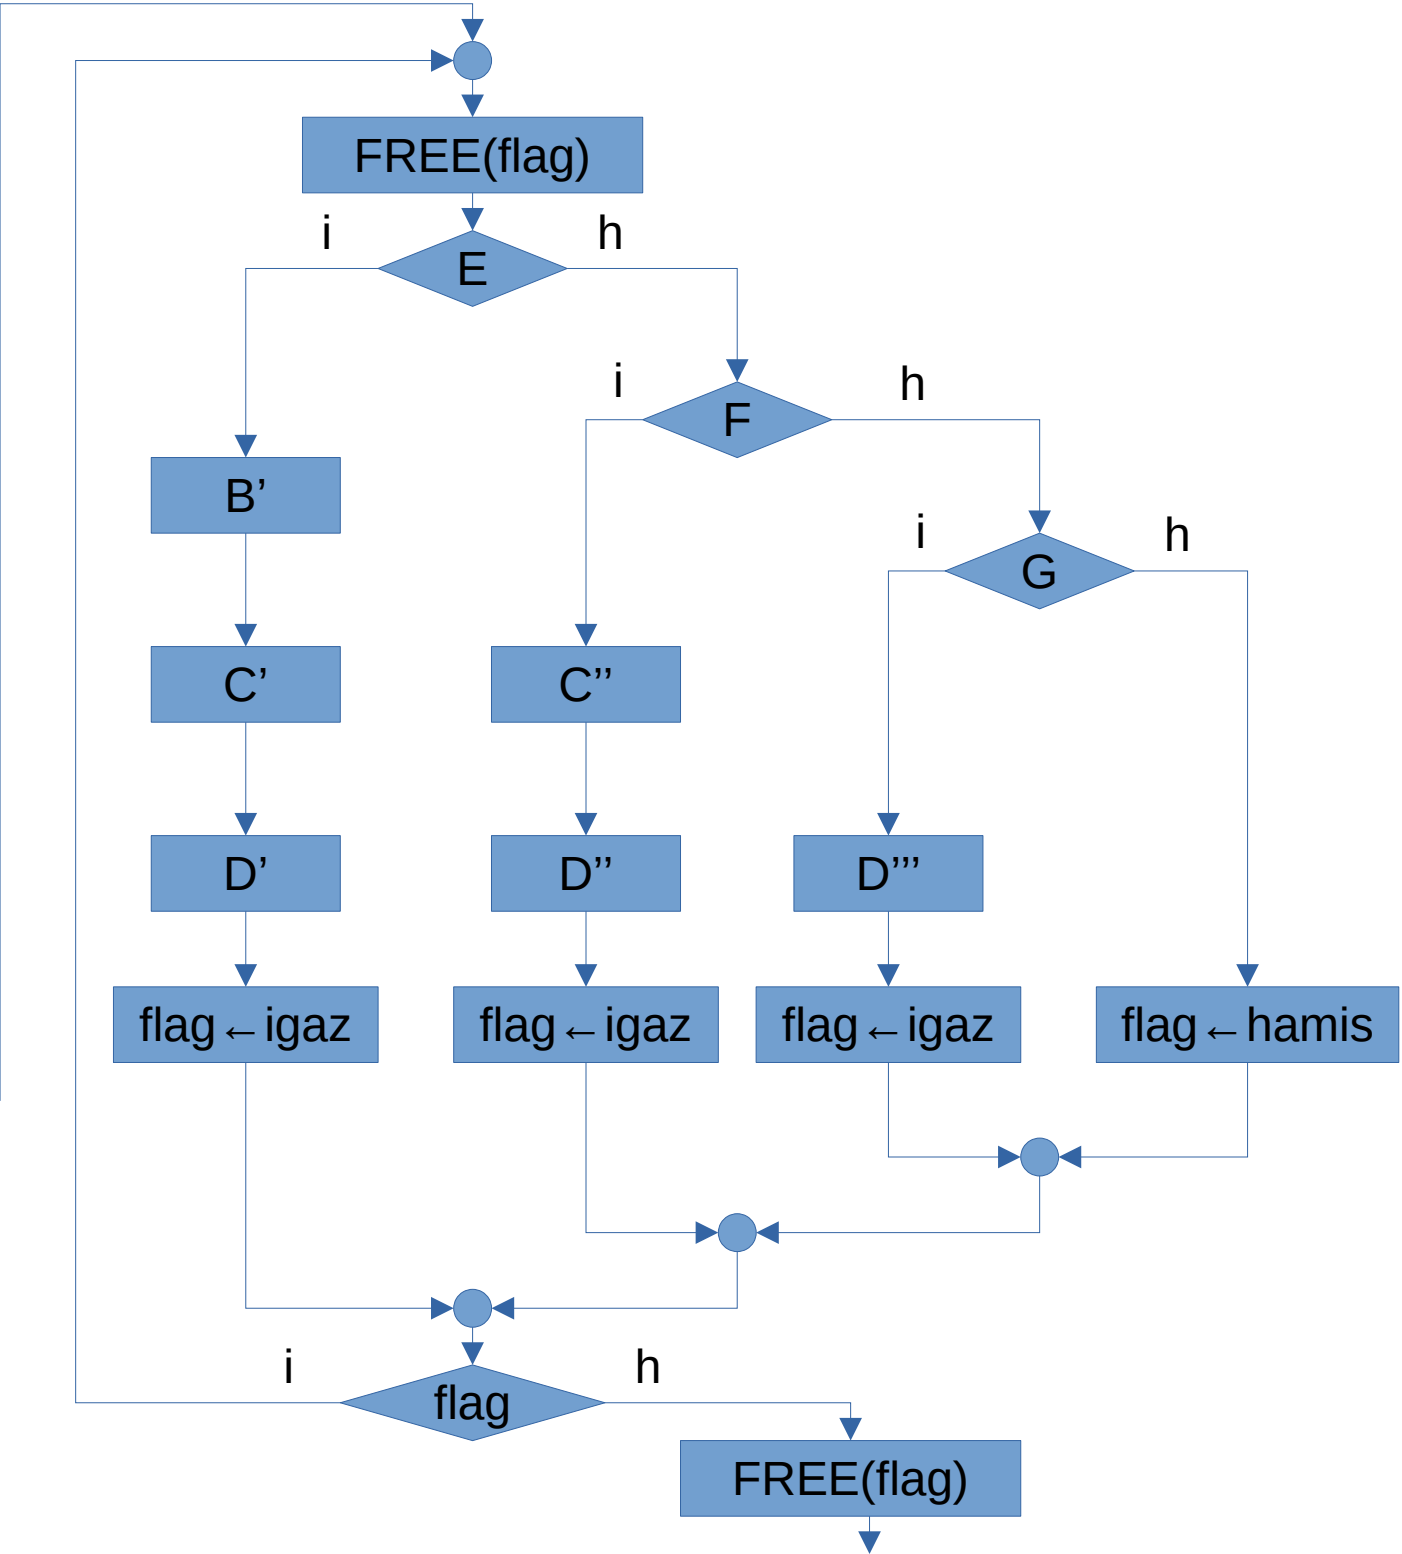 FREE(flag)
i
h
E
i
h
F
B’
i
h
G
C’
C’’
D’
D’’
D’’’
flag←igaz
flag←igaz
flag←igaz
flag←hamis
i
h
flag
FREE(flag)